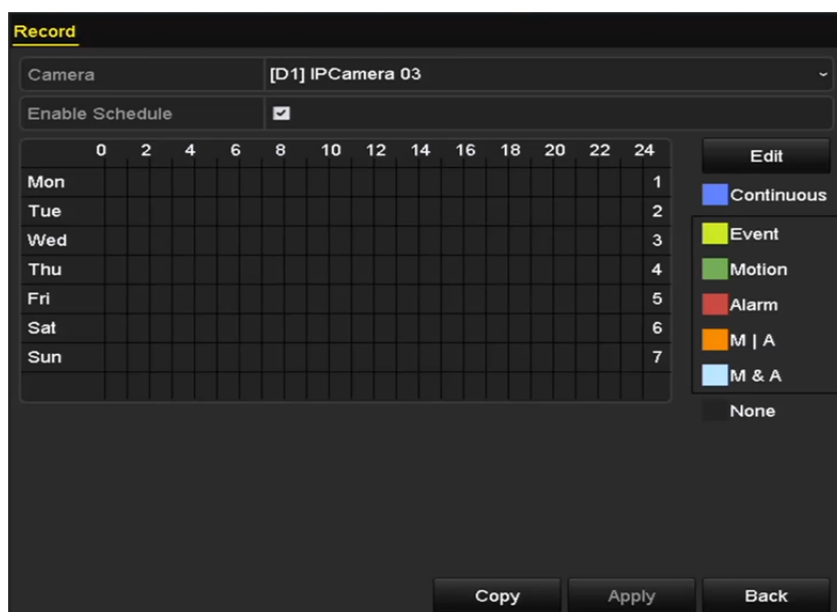 Record
Camera [D1] IPCamera 03
Enable Schedule
0 2 4 6 8 10 12 14 16 18 20 22 24
Edit
Mon 1
Continuous
Tue 2
Wed 3
Event
Thu 4
Motion
Fri 5
Alarm
Sat 6
M | A
Sun 7
M & A
None
Copy Apply Back